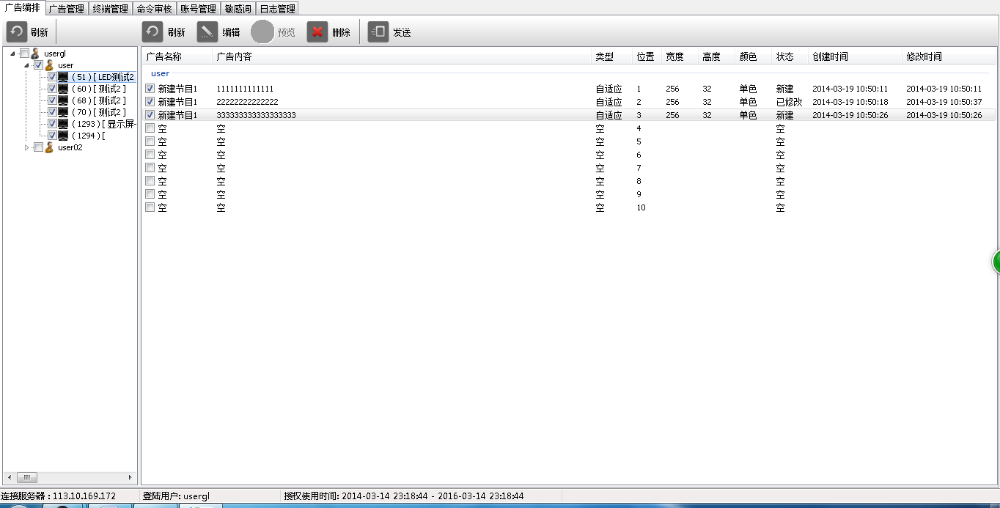 广告编排 广告管理 终端管理 命令审核 账号管理 敏感词 日志管理
刷新 刷新 编辑 预览 删除 发送
usergl
user
(51)[ LED测试2
(60)[ 测试2 ]
(68)[ 测试2 ]
(70)[ 测试2 ]
(1293)[ 显示屏-
(1294)[
user02
广告名称 广告内容 类型 位置 宽度 高度 颜色 状态 创建时间 修改时间
user
新建节目1 1111111111111 自适应 1 256 32 单色 新建 2014-03-19 10:50:11 2014-03-19 10:50:11
新建节目1 22222222222222 自适应 2 256 32 单色 已修改 2014-03-19 10:50:18 2014-03-19 10:50:37
新建节目1 333333333333333333 自适应 3 256 32 单色 新建 2014-03-19 10:50:26 2014-03-19 10:50:26
空 空 空 4 空
空 空 空 5 空
空 空 空 6 空
空 空 空 7 空
空 空 空 8 空
空 空 空 9 空
空 空 空 10 空
连接服务器：113.10.169.172 登陆用户: usergl 授权使用时间: 2014-03-14 23:18:44 - 2016-03-14 23:18:44